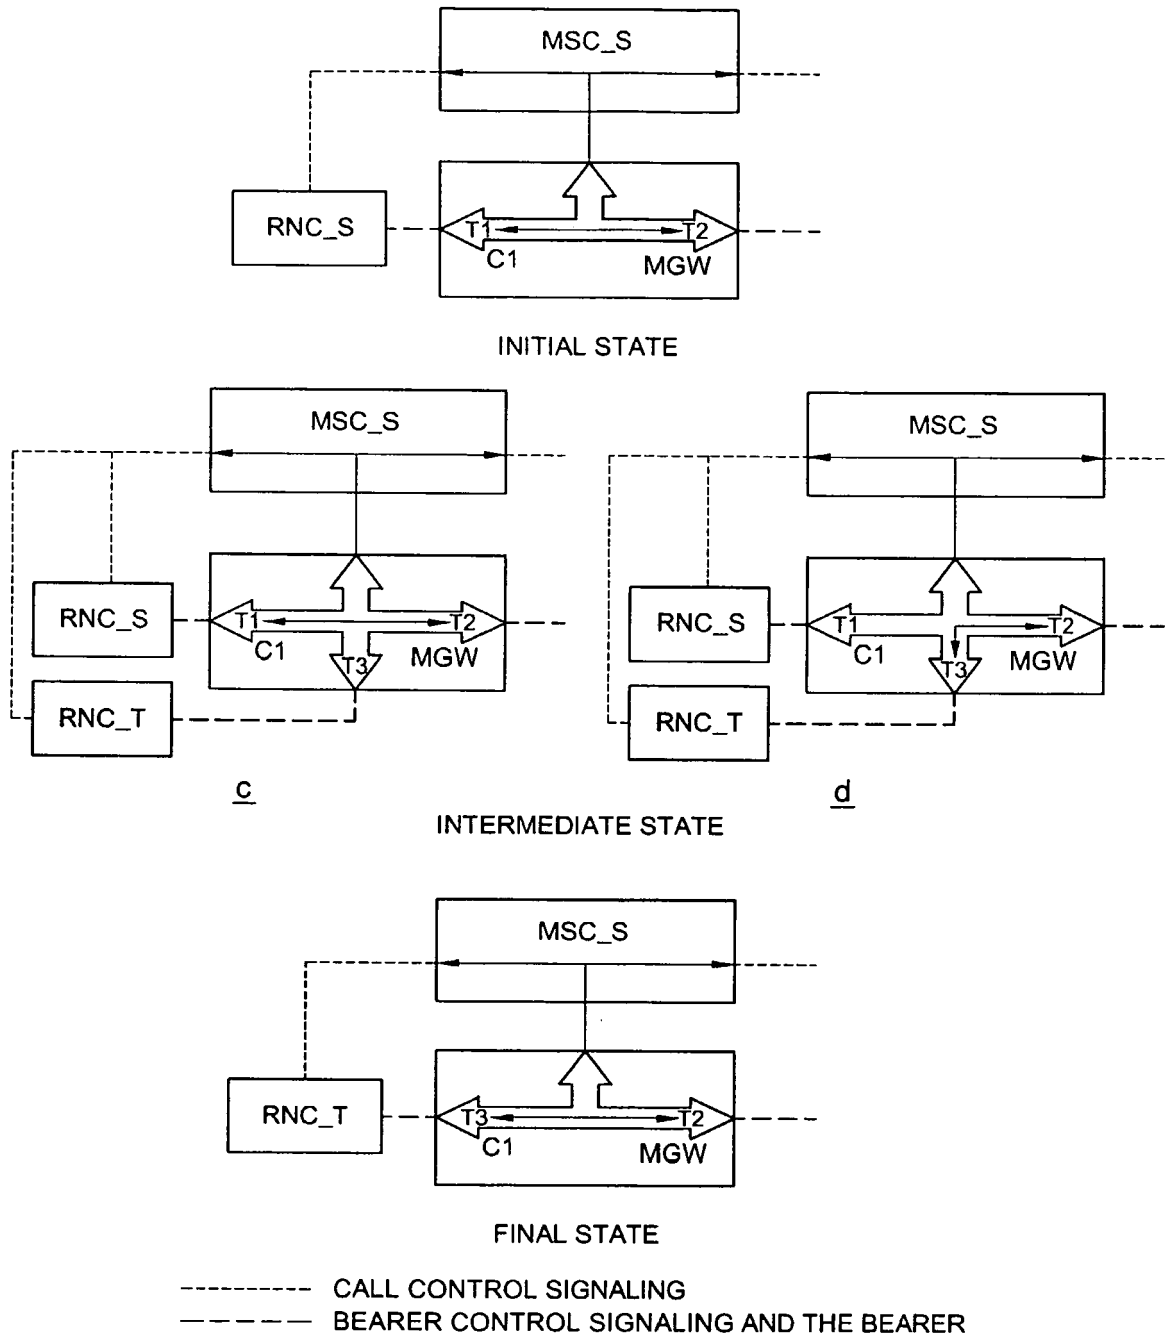 MSC_S
RNC_S
T1
T2
C1
MGW
INITIAL STATE
MSC_S
RNC_S
T1
T2
C1
MGW
T3
RNC_T
c
MSC_S
RNC_S
T1
T2
C1
MGW
T3
RNC_T
d
INTERMEDIATE STATE
MSC_S
RNC_T
T3
T2
C1
MGW
FINAL STATE
CALL CONTROL SIGNALING
BEARER CONTROL SIGNALING AND THE BEARER